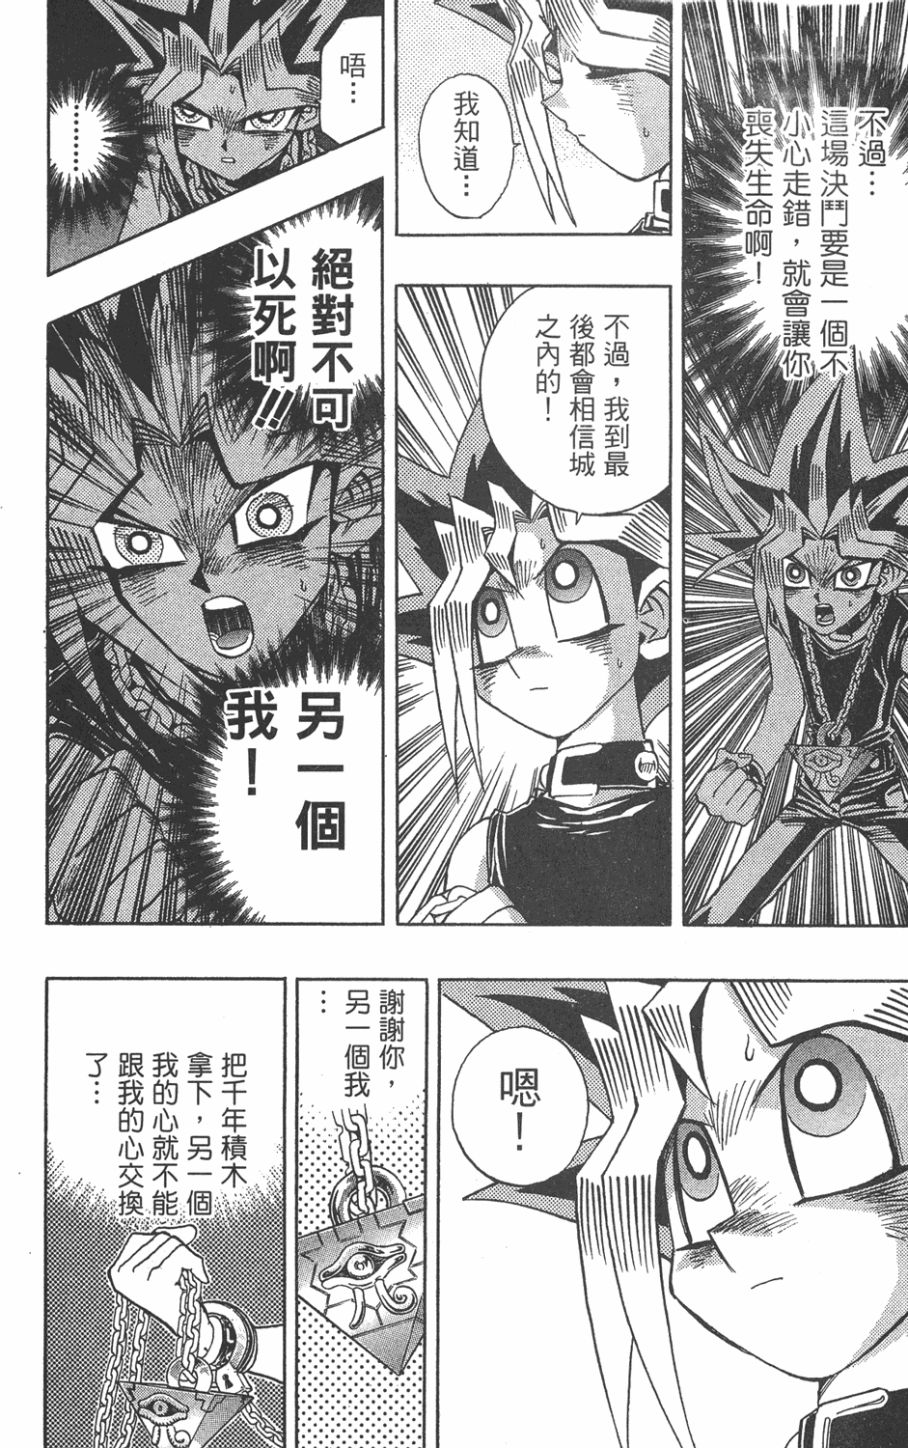 不過…
這場決鬥要是一個不
小心走錯，就會讓你
喪失生命啊！
我知道…
不過，我到最
後都會相信城
之內的！
唔…
………
絕對不可
以死啊!!
另一個
我！
嗯！
謝謝你，
另一個我
…
把千年積木
拿下，另一個
我的心就不能
跟我的心交換
了…